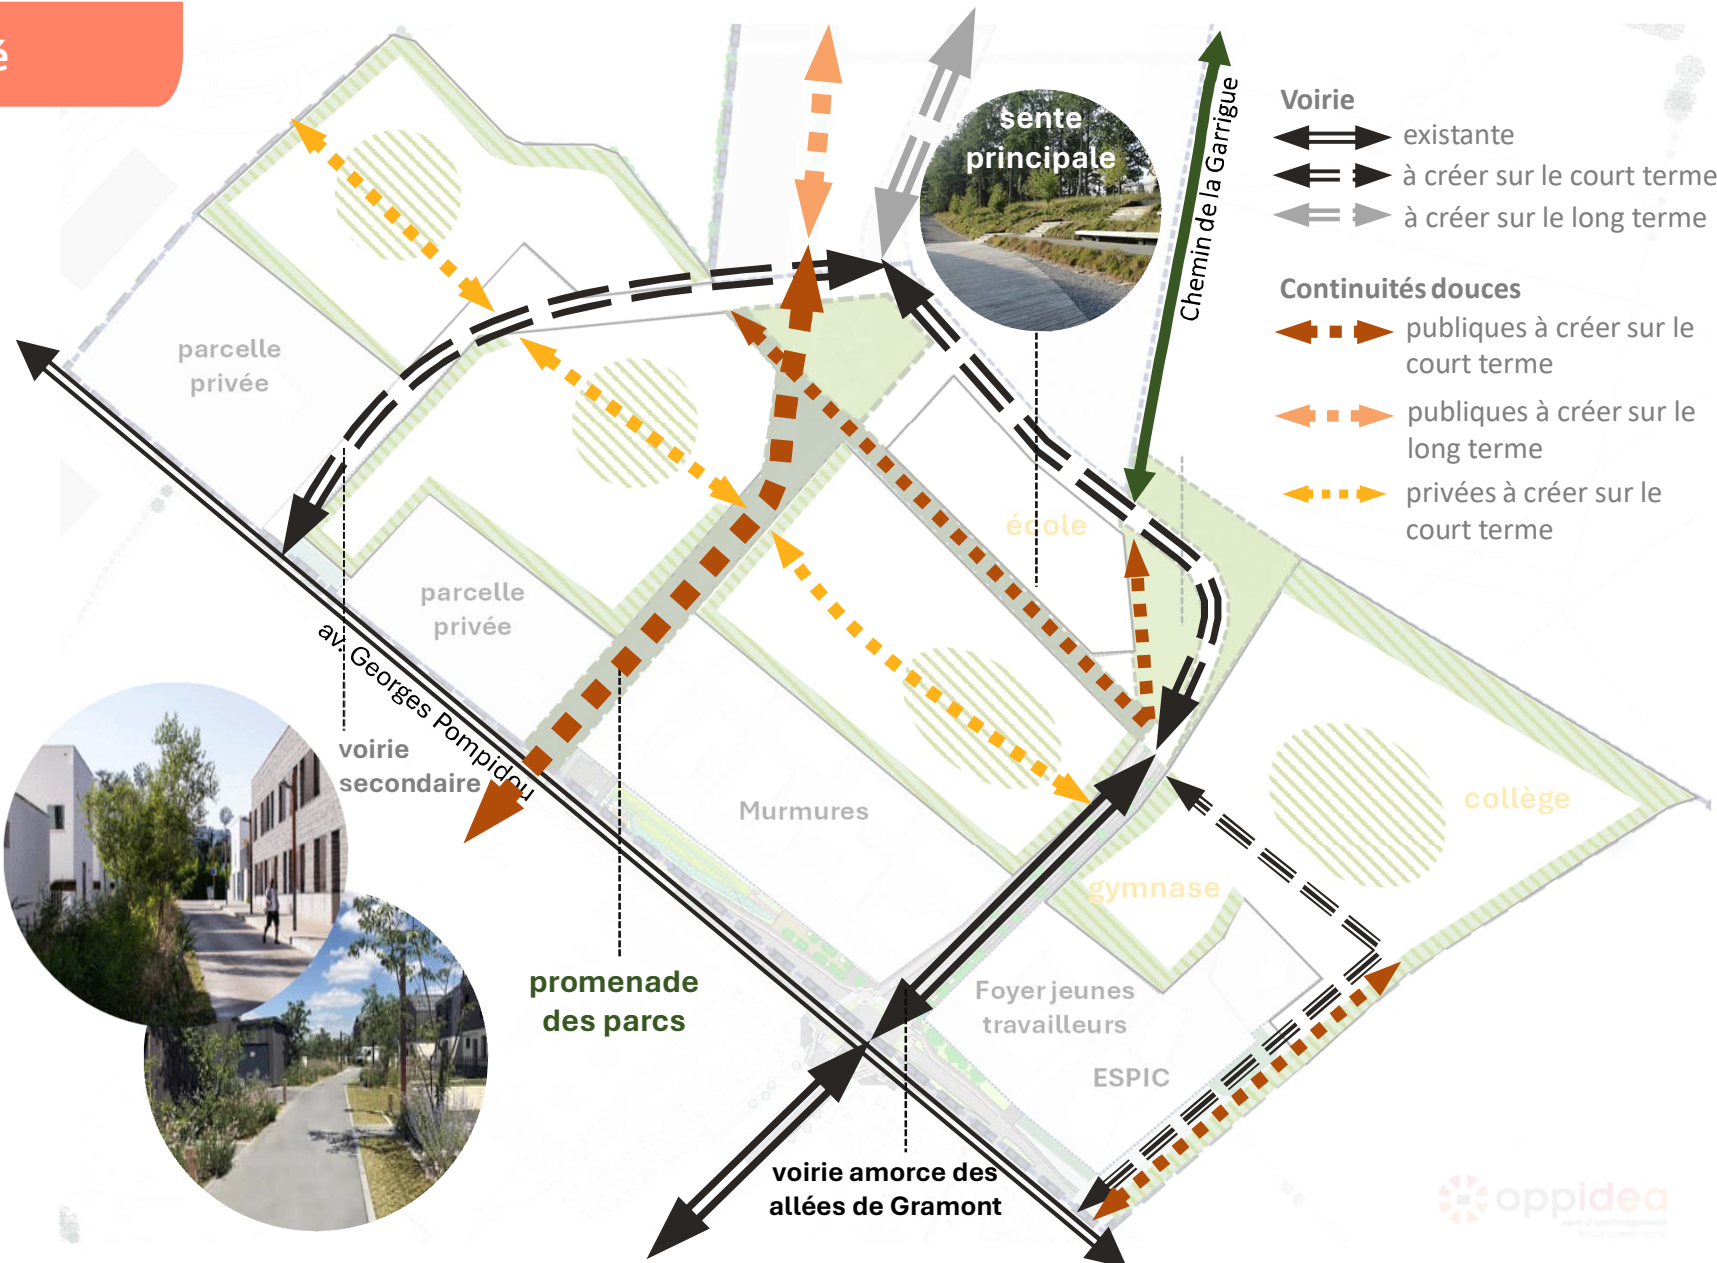 é
sente
principale
Chemin de la Garrigue
Voirie
existante
à créer sur le court terme
à créer sur le long terme
Continuités douces
publiques à créer sur le
court terme
publiques à créer sur le
long terme
privées à créer sur le
court terme
parcelle
privée
école
parcelle
privée
av. Georges Pompidou
voirie
secondaire
Murmures
collège
gymnase
promenade
des parcs
Foyer jeunes
travailleurs
ESPIC
voirie amorce des
allées de Gramont
oppidea